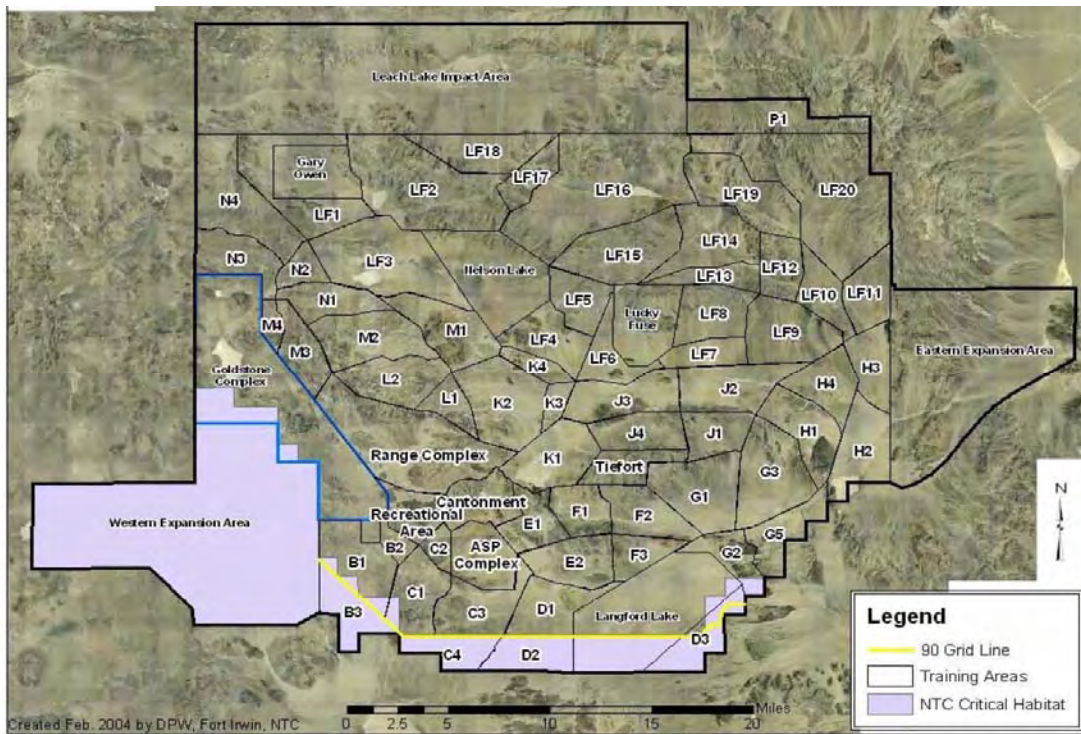 Leach Lake Impact Area
P1
LF18
Gary
Owen
LF17
LF2
LF16
LF19
LF20
N4
LF1
LF14
N3
LF15
LF3
Nelson Lake
N2
LF13
LF12
LF10
LF11
N1
LF5
Lucky
Fuse
LF8
M4
M2
M1
LF9
LF4
M3
LF6
LF7
Eastern Expansion Area
Goldstone
Complex
K4
H3
L2
H4
J2
L1
K2
K3
J3
J4
J1
H1
Range Complex
K1
H2
Tiefort
G3
Cantonment
G1
Recreational
Area
F1
F2
Western Expansion Area
E1
G5
B2
C2
ASP
Complex
F3
G2
B1
E2
C1
B3
C3
D1
Langford Lake
D3
C4
D2
N
Legend
90 Grid Line
Training Areas
NTC Critical Habitat
Created Feb. 2004 by DPW, Fort Irwin, NTC
0 2.5 5 10 15 20
Miles